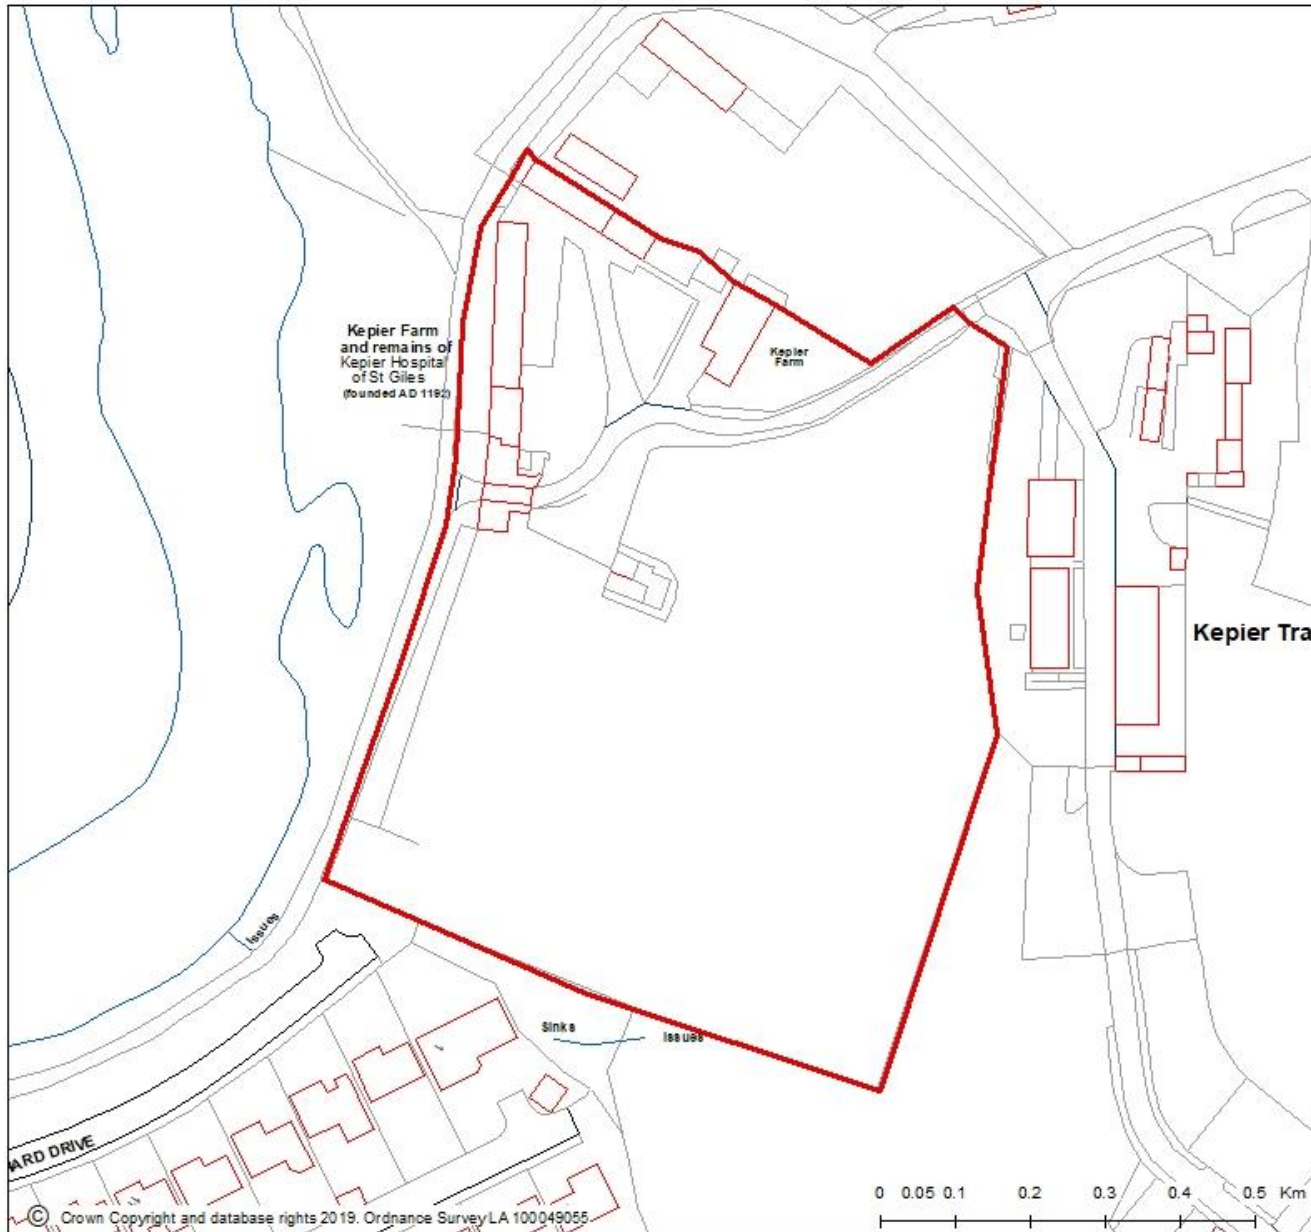 Kepier Farm
and remains of
Kepier Hospital
of St Giles
(founded AD 1192)
Kepier
Farm
Kepier Tra
Issues
Sinks
Issues
1
ARD DRIVE
0 0.05 0.1 0.2 0.3 0.4 0.5 Km
© Crown Copyright and database rights 2019. Ordnance Survey LA 100049055